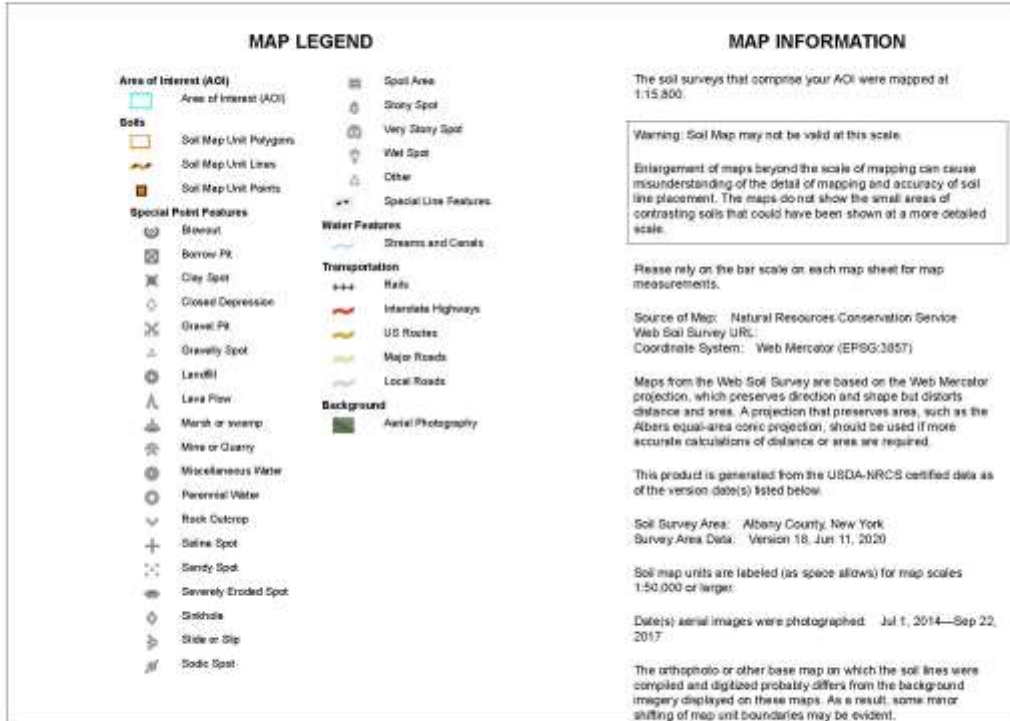 MAP LEGEND
Area of Interest (AOI)
Area of Interest (AOI)
Soils
Soil Map Unit Polygons
Soil Map Unit Lines
Soil Map Unit Points
Special Point Features
Blowout
Borrow Pit
Clay Spot
Closed Depression
Gravel Pit
Gravelly Spot
Landfill
Lava Flow
Marsh or swamp
Mine or Quarry
Miscellaneous Water
Perennial Water
Rock Outcrop
Saline Spot
Sandy Spot
Severely Eroded Spot
Sinkhole
Slide or Slip
Sodic Spot
Spoil Area
Stony Spot
Very Stony Spot
Wet Spot
Other
Special Line Features
Water Features
Streams and Canals
Transportation
Rails
Interstate Highways
US Routes
Major Roads
Local Roads
Background
Aerial Photography
MAP INFORMATION
The soil surveys that comprise your AOI were mapped at
1:15,800.
Warning: Soil Map may not be valid at this scale.
Enlargement of maps beyond the scale of mapping can cause
misunderstanding of the detail of mapping and accuracy of soil
line placement. The maps do not show the small areas of
contrasting soils that could have been shown at a more detailed
scale.
Please rely on the bar scale on each map sheet for map
measurements.
Source of Map: Natural Resources Conservation Service
Web Soil Survey URL:
Coordinate System: Web Mercator (EPSG:3857)
Maps from the Web Soil Survey are based on the Web Mercator
projection, which preserves direction and shape but distorts
distance and area. A projection that preserves area, such as the
Albers equal-area conic projection, should be used if more
accurate calculations of distance or area are required.
This product is generated from the USDA-NRCS certified data as
of the version date(s) listed below.
Soil Survey Area: Albany County, New York
Survey Area Data: Version 18, Jun 11, 2020
Soil map units are labeled (as space allows) for map scales
1:50,000 or larger.
Date(s) aerial images were photographed: Jul 1, 2014—Sep 22,
2017
The orthophoto or other base map on which the soil lines were
compiled and digitized probably differs from the background
imagery displayed on these maps. As a result, some minor
shifting of map unit boundaries may be evident.